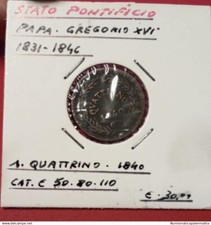 STATO PONTIFICIO
PAPA. GREGORIO XVI
1831-1846
1. QUATTRINO. 1840
CAT. € 50.80.110
€. 30,00